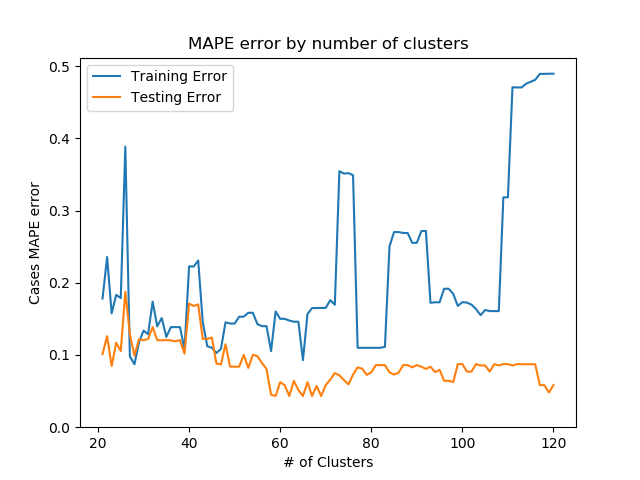 MAPE error by number of clusters
Training Error
Testing Error
0.5
0.4
0.3
0.2
0.1
0.0
Cases MAPE error
20 40 60 80 100 120
# of Clusters